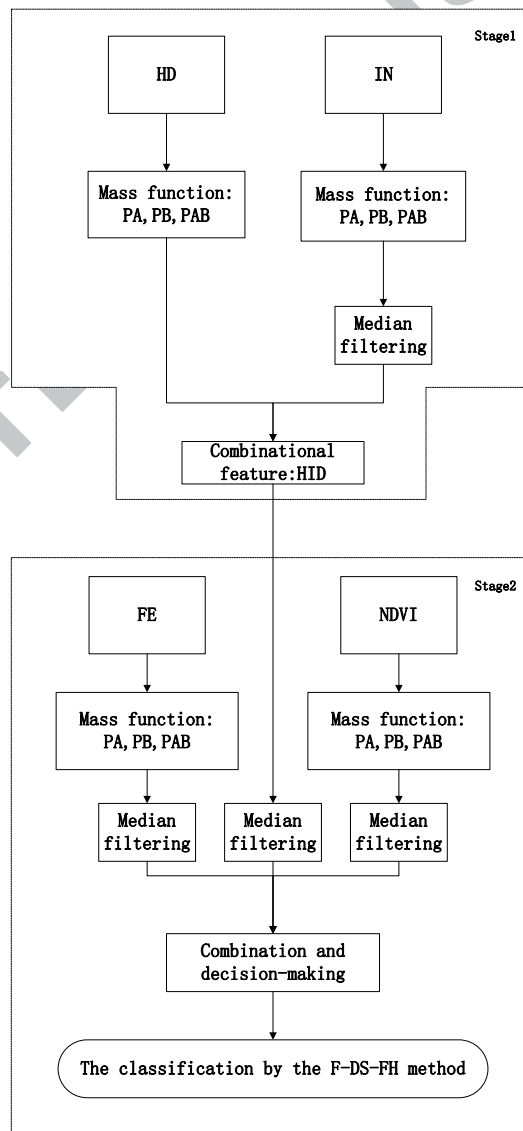 Stage1
HD
IN
Mass function:
PA, PB, PAB
Mass function:
PA, PB, PAB
Median
filtering
Combinational
feature:HID
Stage2
FE
NDVI
Mass function:
PA, PB, PAB
Mass function:
PA, PB, PAB
Median
filtering
Median
filtering
Median
filtering
Combination and
decision-making
The classification by the F-DS-FH method